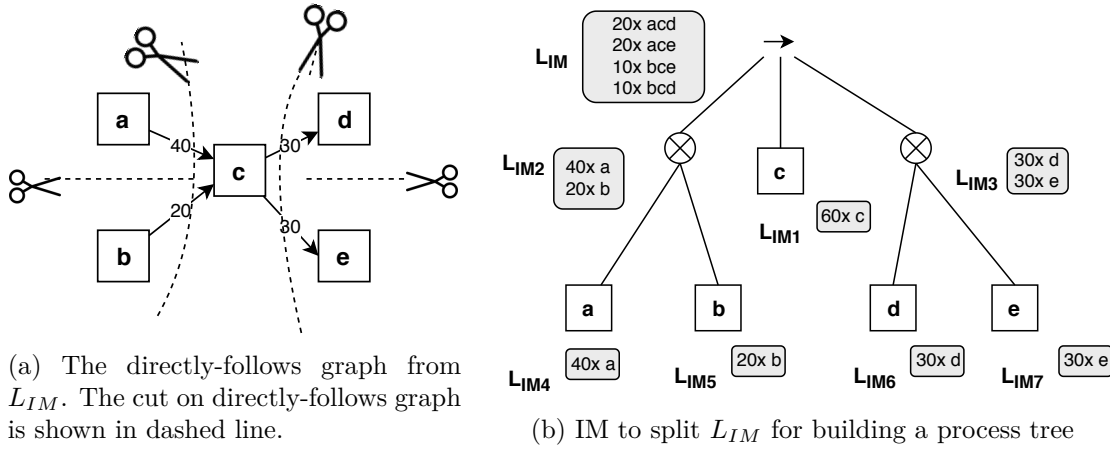 a
d
40
30
c
20
30
b
e
(a) The directly-follows graph from
L_IM. The cut on directly-follows graph
is shown in dashed line.
L_IM
20x acd
20x ace
10x bce
10x bcd
→
L_IM2
40x a
20x b
c
L_IM1
60x c
L_IM3
30x d
30x e
a
b
d
e
L_IM4
40x a
L_IM5
20x b
L_IM6
30x d
L_IM7
30x e
(b) IM to split L_IM for building a process tree